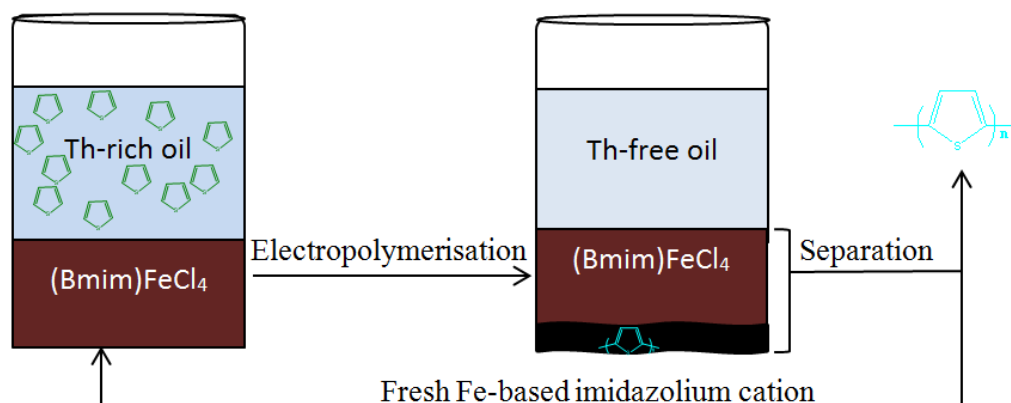 Th-rich oil
(Bmim)FeCl₄
Electropolymerisation
Th-free oil
(Bmim)FeCl₄
Separation
S
n
Fresh Fe-based imidazolium cation